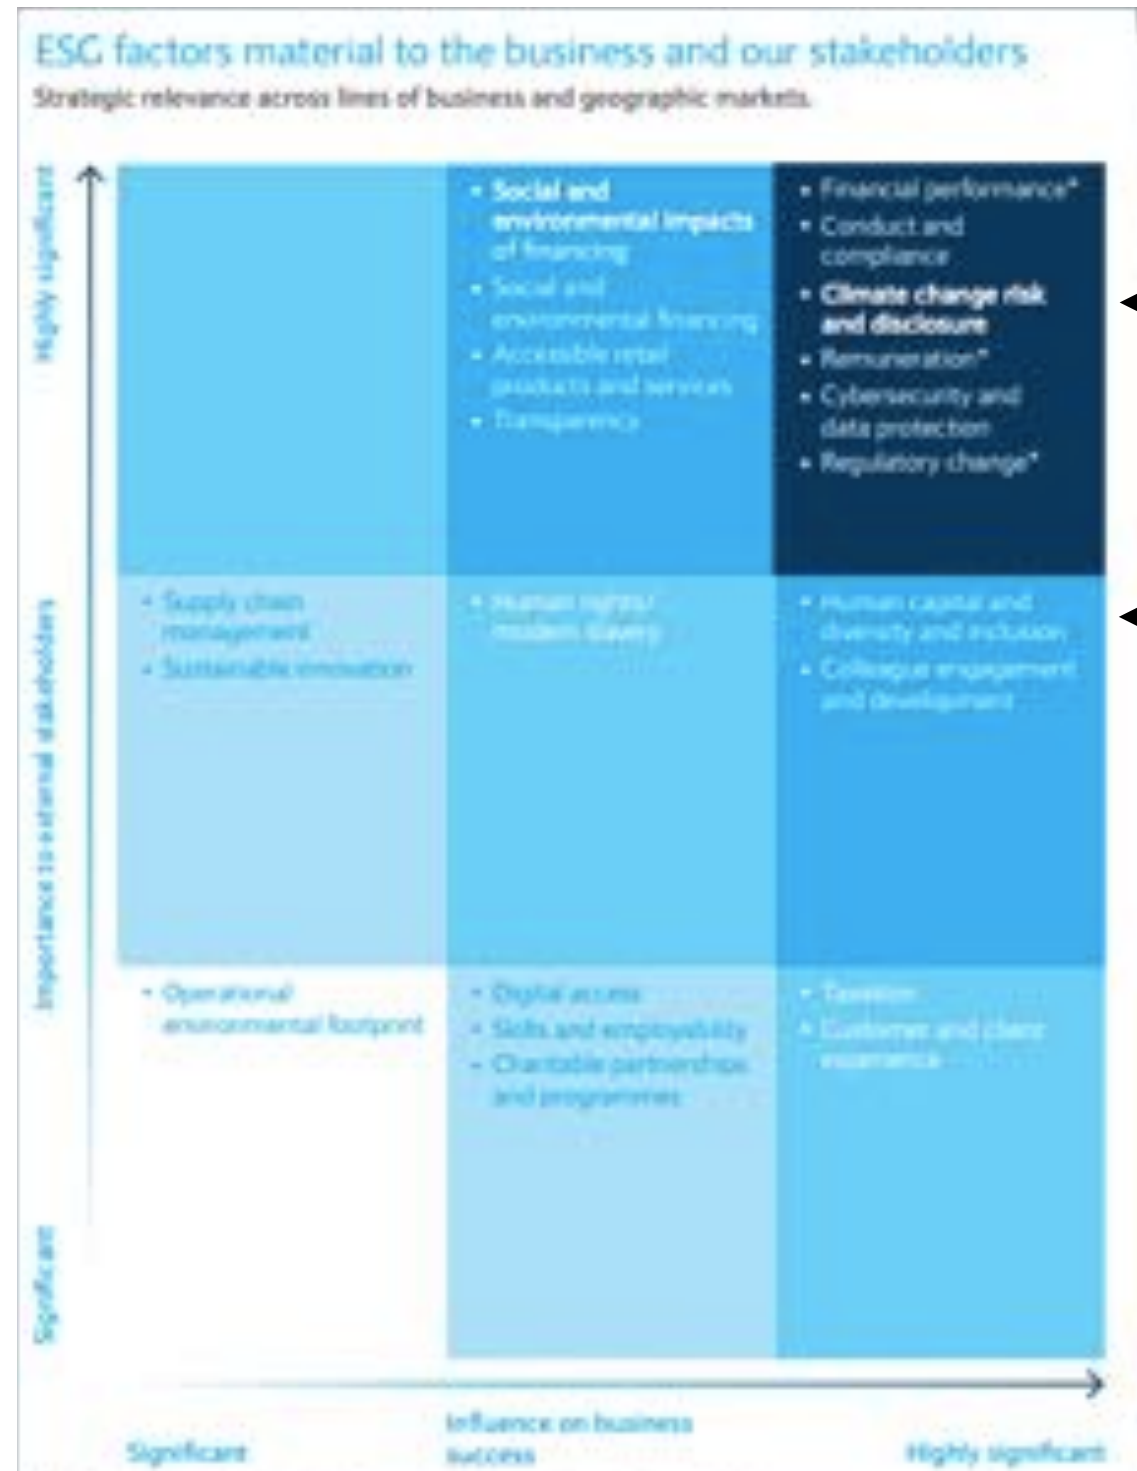 ESG factors material to the business and our stakeholders
Strategic relevance across lines of business and geographic markets.
Highly significant
Importance to external stakeholders
Significant
• Social and
environmental impacts
of financing
• Social and
environmental financing
• Accessible retail
products and services
• Transparency
• Financial performance*
• Conduct and
compliance
• Climate change risk
and disclosure
• Remuneration*
• Cybersecurity and
data protection
• Regulatory change*
• Supply chain
management
• Sustainable innovation
• Human rights/
modern slavery
• Human capital and
diversity and inclusion
• Colleague engagement
and development
• Operational
environmental footprint
• Digital access
• Skills and employability
• Charitable partnerships
and programmes
• Taxation
• Customer and client
experience
Significant
Influence on business
success
Highly significant